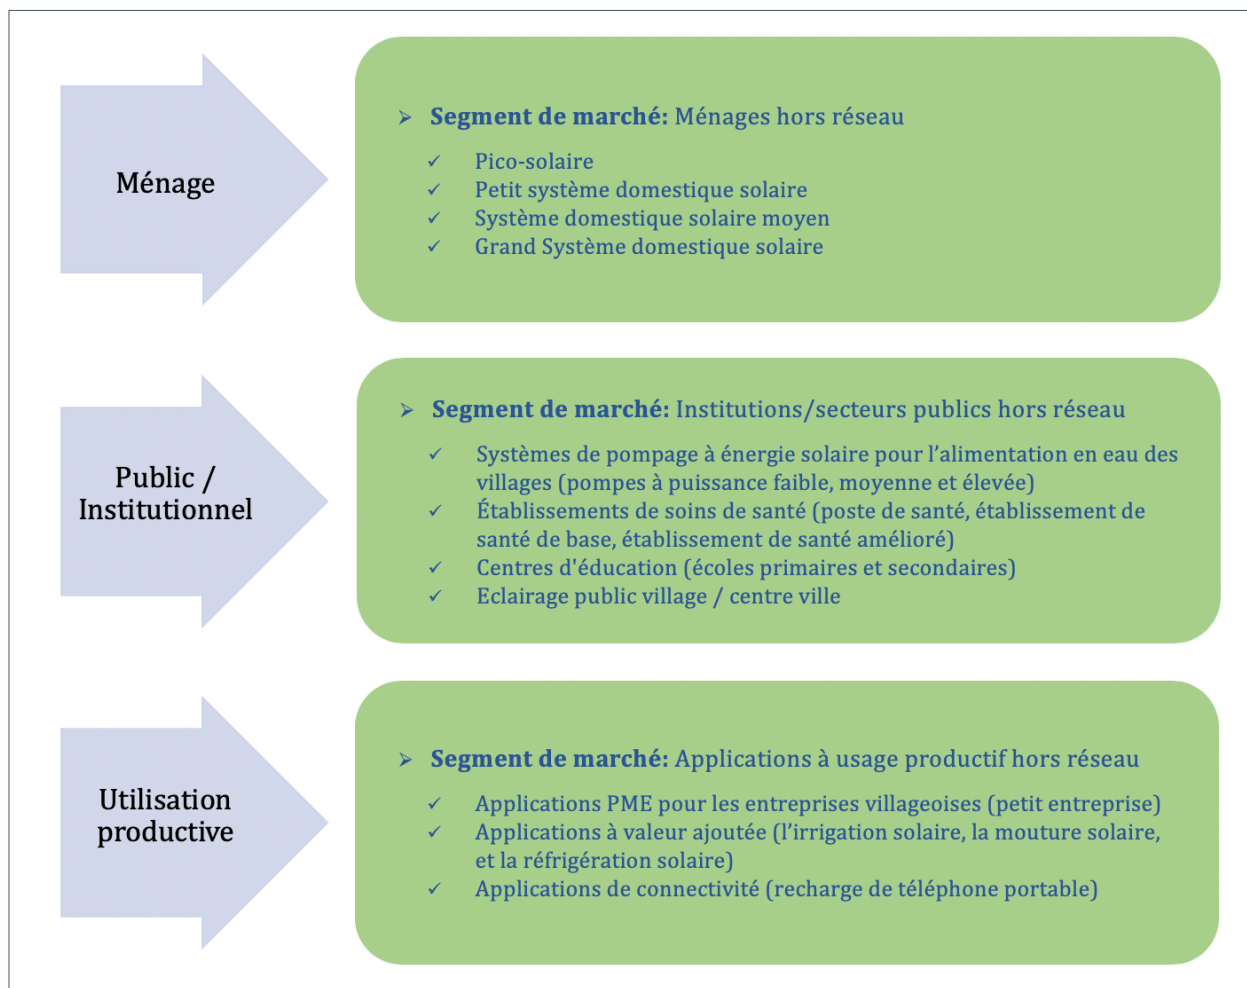 Ménage
➢ Segment de marché: Ménages hors réseau
✓ Pico-solaire
✓ Petit système domestique solaire
✓ Système domestique solaire moyen
✓ Grand Système domestique solaire
Public /
Institutionnel
➢ Segment de marché: Institutions/secteurs publics hors réseau
✓ Systèmes de pompage à énergie solaire pour l’alimentation en eau des
villages (pompes à puissance faible, moyenne et élevée)
✓ Établissements de soins de santé (poste de santé, établissement de
santé de base, établissement de santé amélioré)
✓ Centres d'éducation (écoles primaires et secondaires)
✓ Eclairage public village / centre ville
Utilisation
productive
➢ Segment de marché: Applications à usage productif hors réseau
✓ Applications PME pour les entreprises villageoises (petit entreprise)
✓ Applications à valeur ajoutée (l’irrigation solaire, la mouture solaire,
et la réfrigération solaire)
✓ Applications de connectivité (recharge de téléphone portable)